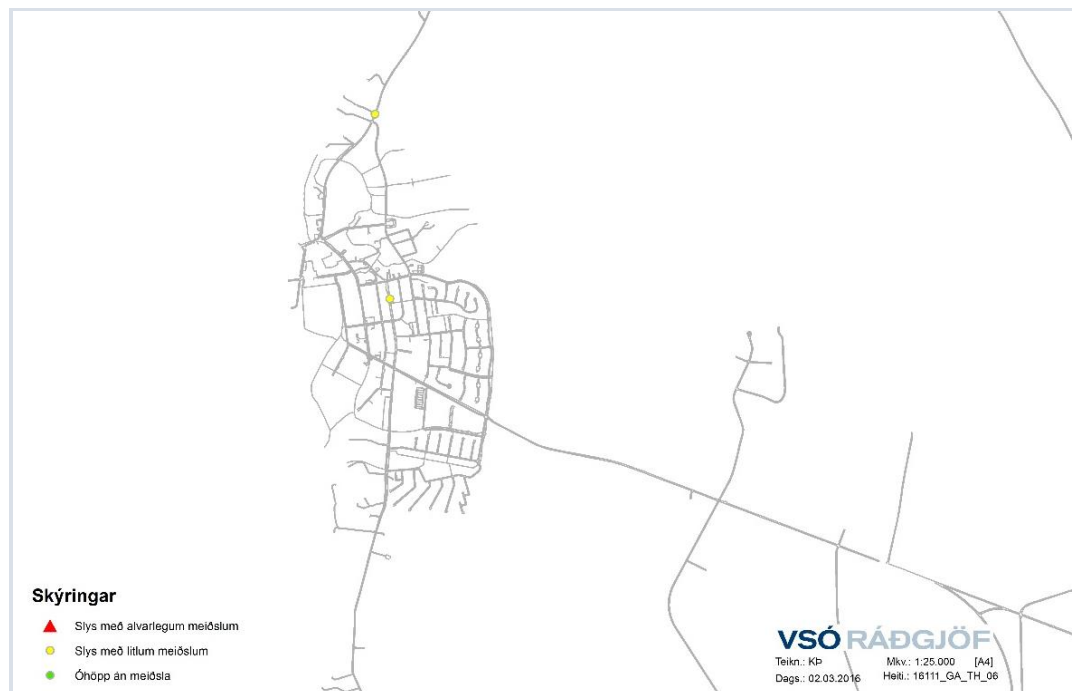 Skýringar
Slys með alvarlegum meiðslum
Slys með litlum meiðslum
Óhöpp án meiðsla
VSÓ RÁÐGJÖF
Teikn.: KÞ Mkv.: 1:25.000 [A4]
Dags.: 02.03.2016 Heiti.: 16111_GA_TH_06